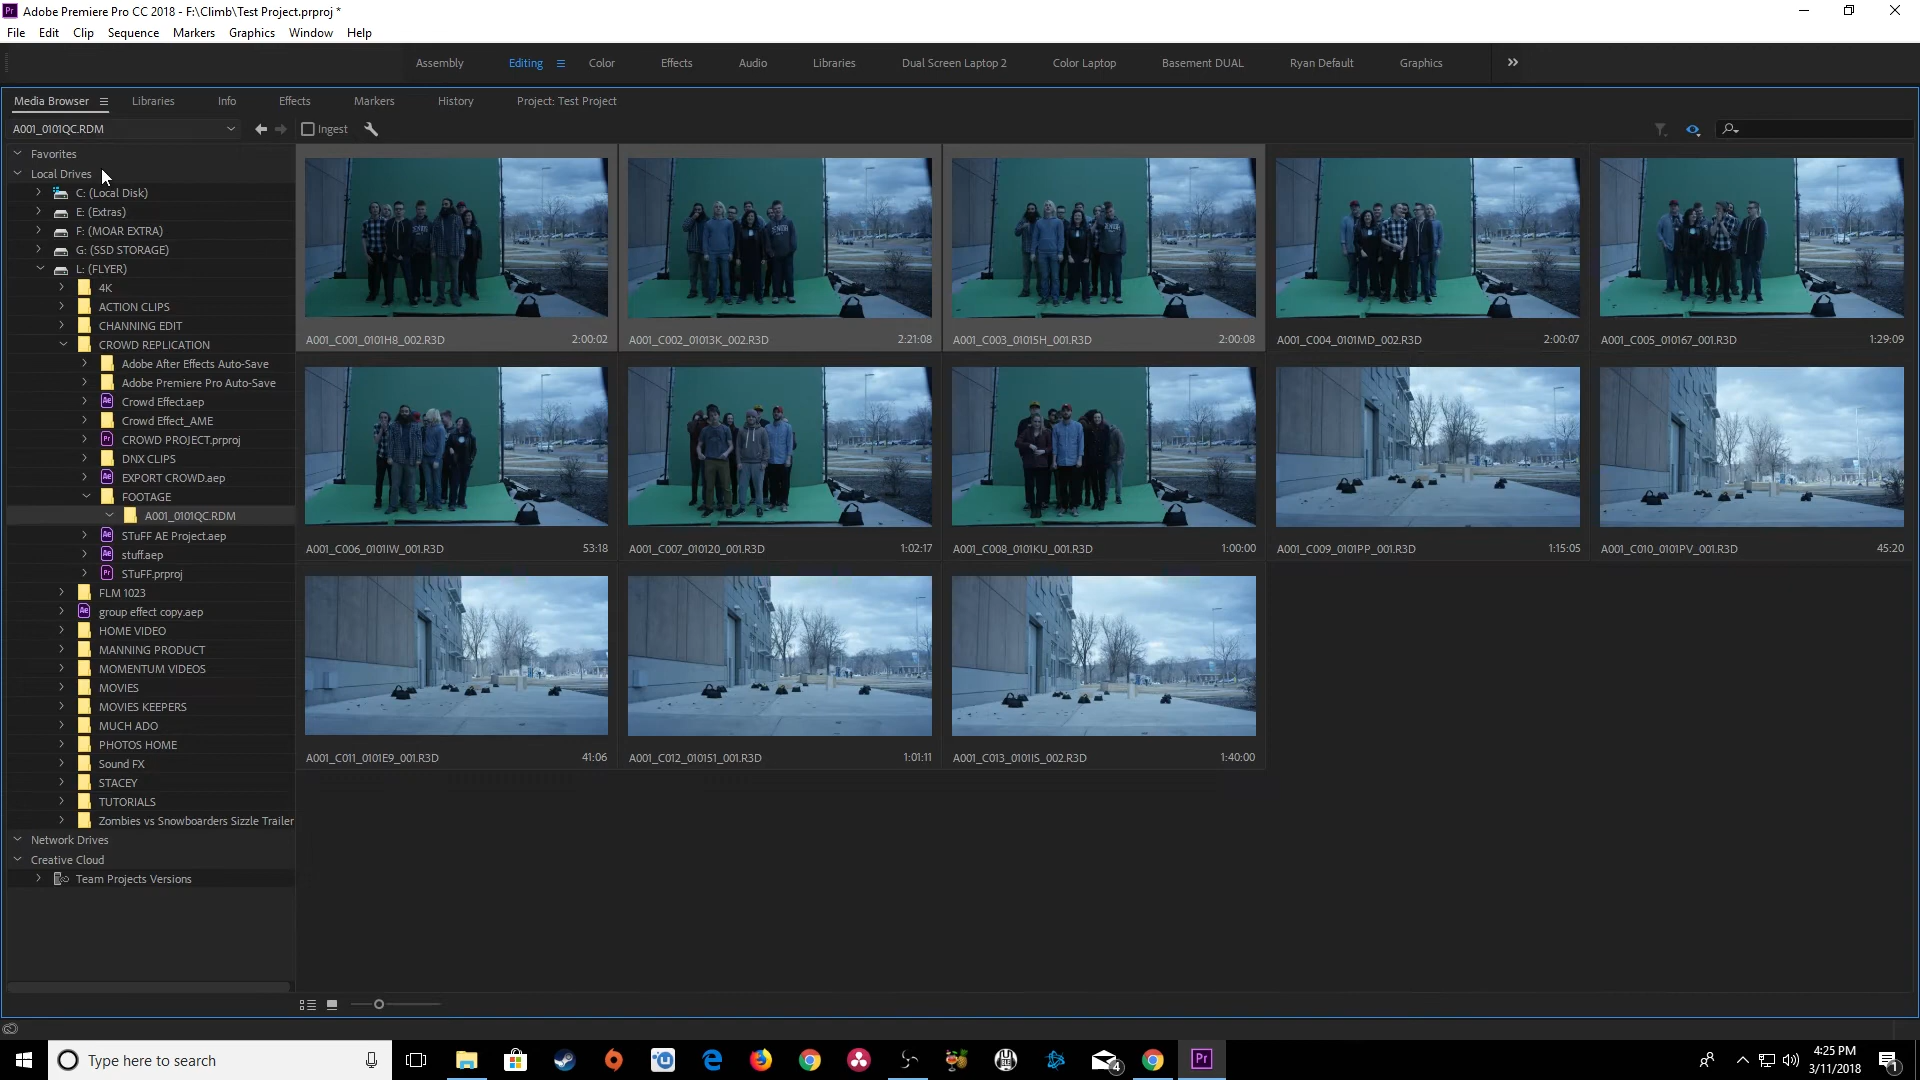 Adobe Premiere Pro CC 2018 - F:\Climb\Test Project.prproj *
File Edit Clip Sequence Markers Graphics Window Help
Assembly Editing Color Effects Audio Libraries Dual Screen Laptop 2 Color Laptop Basement DUAL Ryan Default Graphics
Media Browser Libraries Info Effects Markers History Project: Test Project
A001_0101QC.RDM Ingest
Favorites
Local Drives
C: (Local Disk)
E: (Extras)
F: (MOAR EXTRA)
G: (SSD STORAGE)
L: (FLYER)
4K
ACTION CLIPS
CHANNING EDIT
CROWD REPLICATION
Adobe After Effects Auto-Save
Adobe Premiere Pro Auto-Save
Crowd Effect.aep
Crowd Effect_AME
CROWD PROJECT.prproj
DNX CLIPS
EXPORT CROWD.aep
FOOTAGE
A001_0101QC.RDM
STuFF AE Project.aep
stuff.aep
STuFF.prproj
FLM 1023
group effect copy.aep
HOME VIDEO
MANNING PRODUCT
MOMENTUM VIDEOS
MOVIES
MOVIES KEEPERS
MUCH ADO
PHOTOS HOME
Sound FX
STACEY
TUTORIALS
Zombies vs Snowboarders Sizzle Trailer
Network Drives
Creative Cloud
Team Projects Versions
A001_C001_0101H8_002.R3D 2:00:02
A001_C002_01013K_002.R3D 2:21:08
A001_C003_01015H_001.R3D 2:00:08
A001_C004_0101MD_002.R3D 2:00:07
A001_C005_010167_001.R3D 1:29:09
A001_C006_0101IW_001.R3D 53:18
A001_C007_010120_001.R3D 1:02:17
A001_C008_0101KU_001.R3D 1:00:00
A001_C009_0101PP_001.R3D 1:15:05
A001_C010_0101PV_001.R3D 45:20
A001_C011_0101E9_001.R3D 41:06
A001_C012_010151_001.R3D 1:01:11
A001_C013_0101IS_002.R3D 1:40:00
Type here to search
4:25 PM
3/11/2018